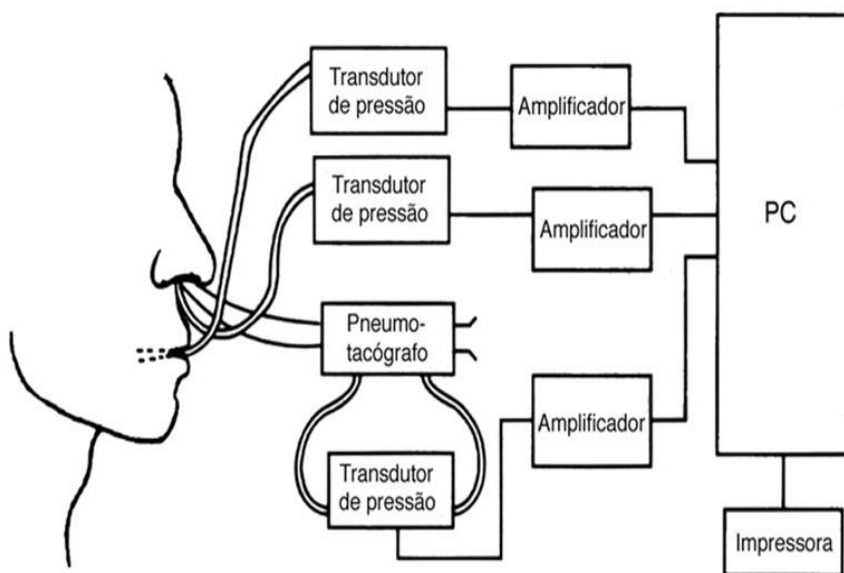 Transdutor
de pressão
Amplificador
Transdutor
de pressão
Amplificador
PC
Pneumo-
tacógrafo
Amplificador
Transdutor
de pressão
Impressora